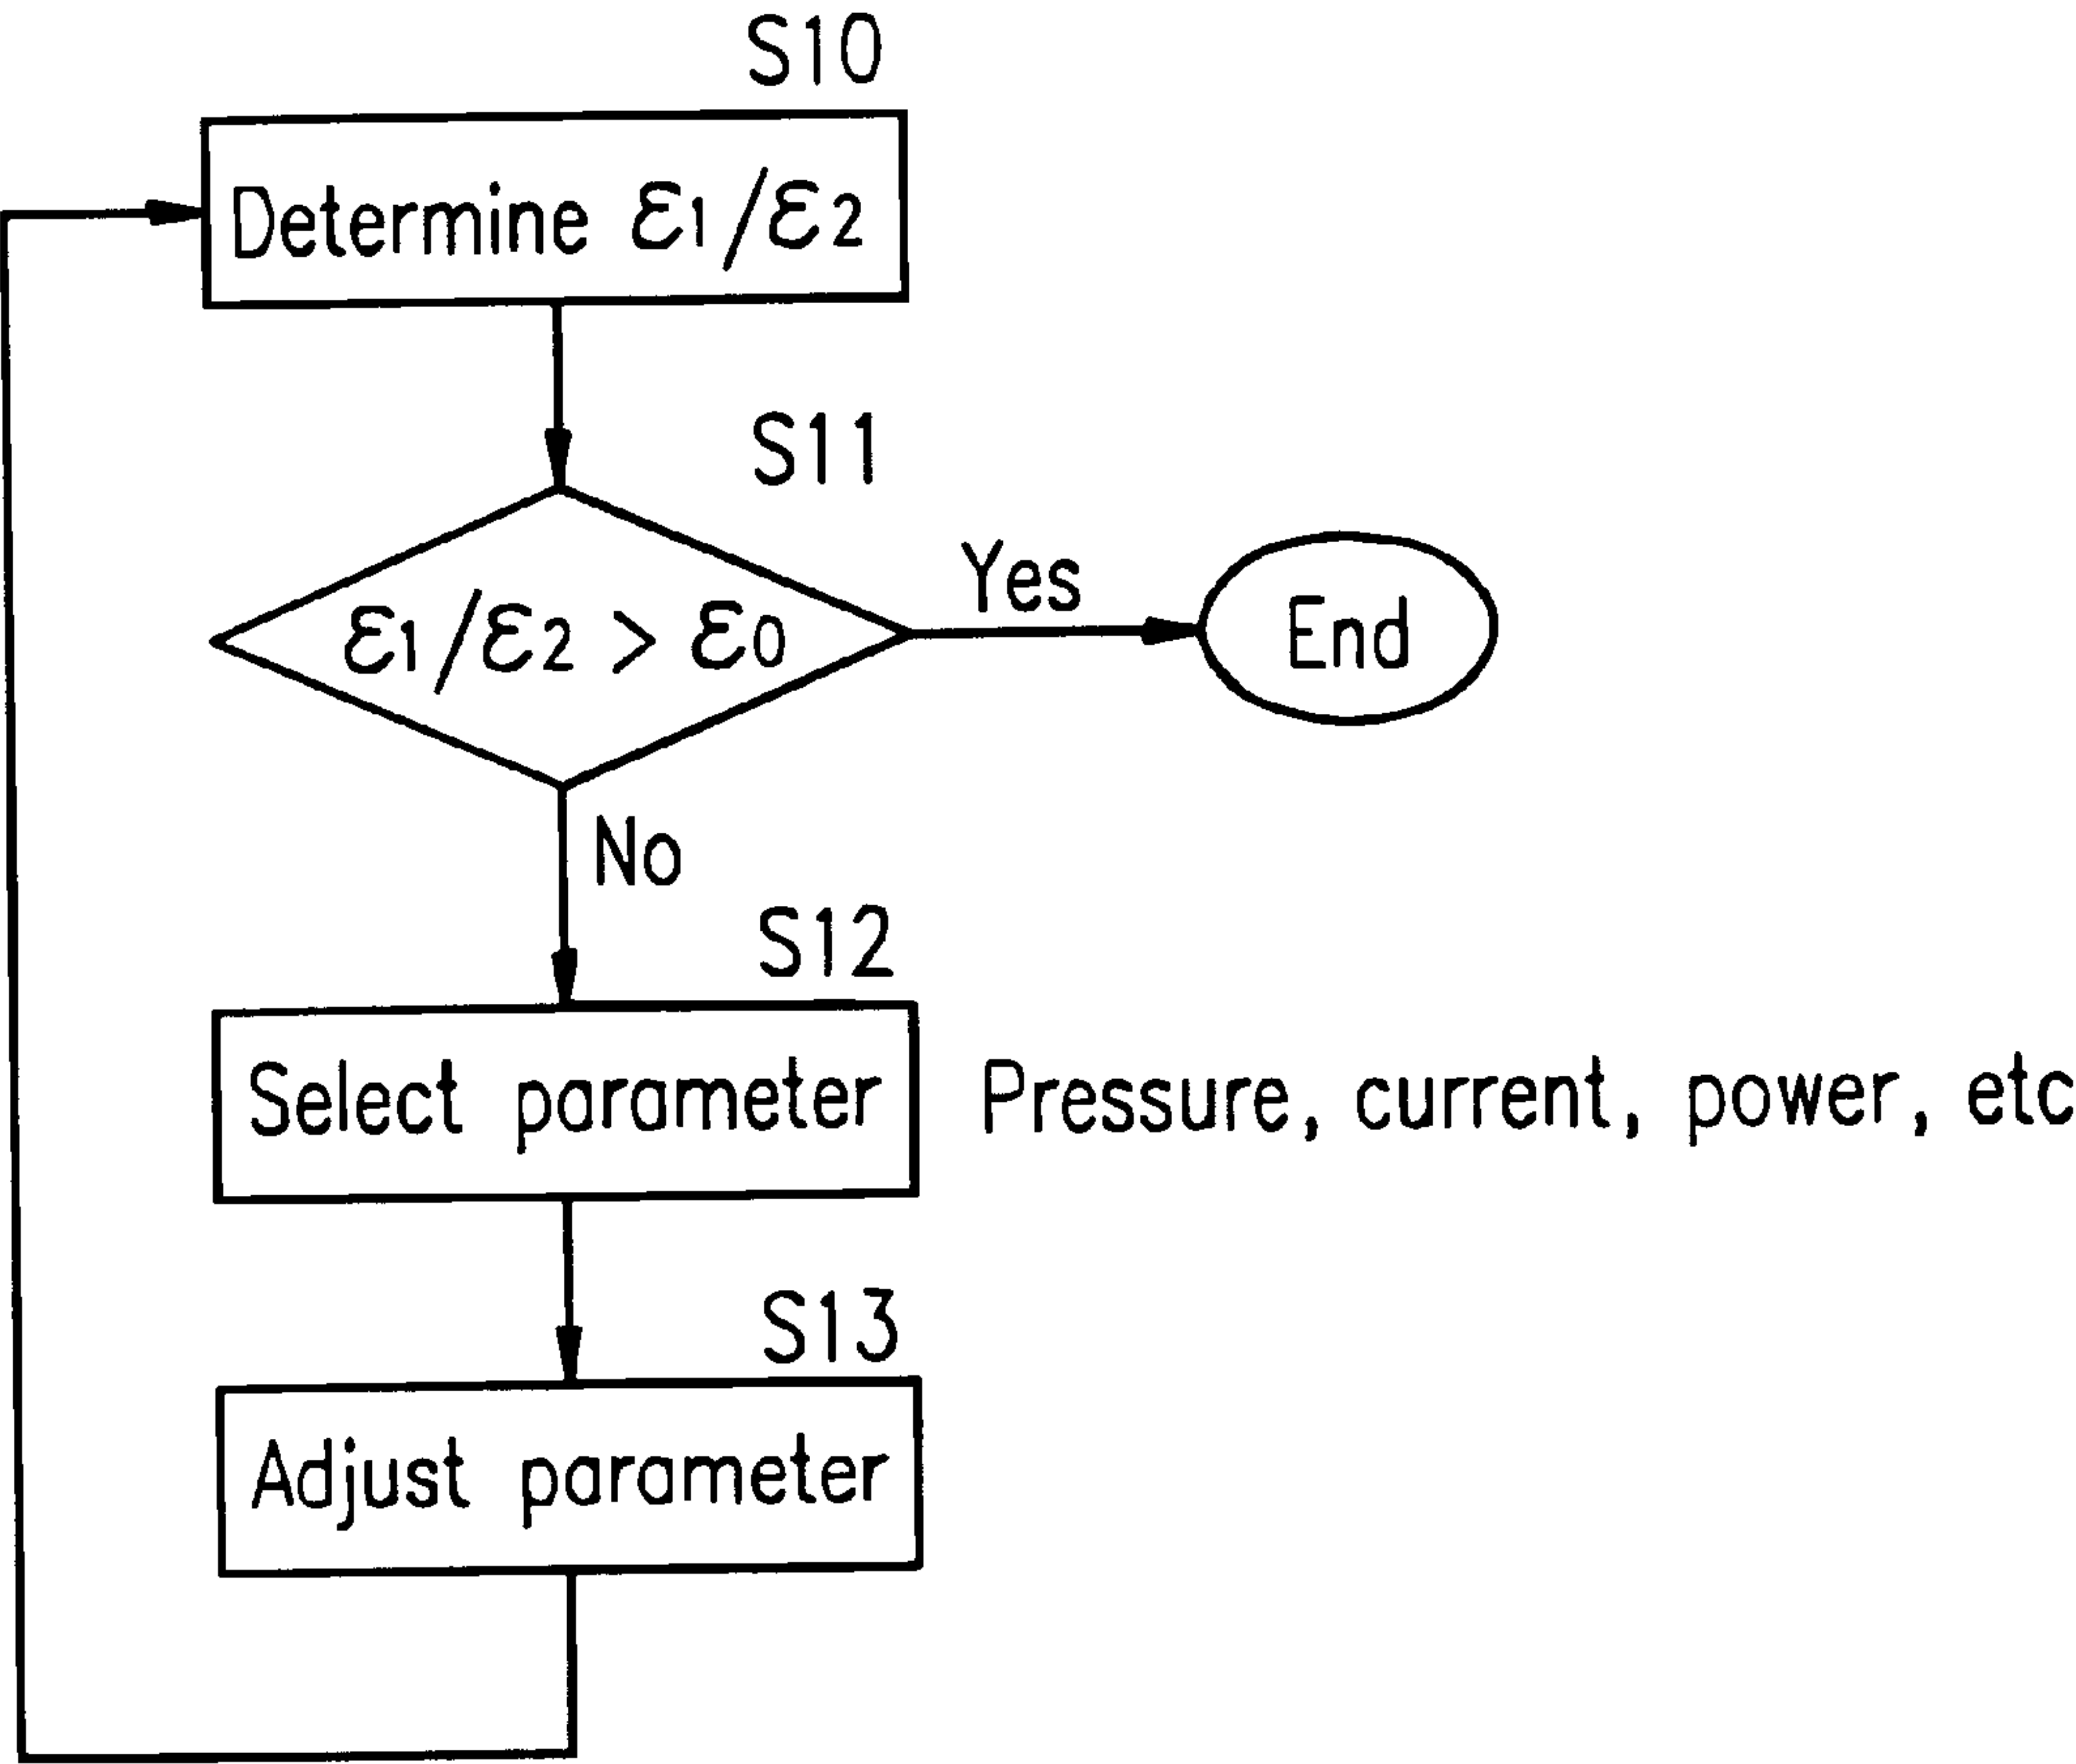 S10
Determine ε1/ε2
S11
ε1/ε2 > ε0
Yes
End
No
S12
Select parameter
Pressure, current, power, etc
S13
Adjust parameter